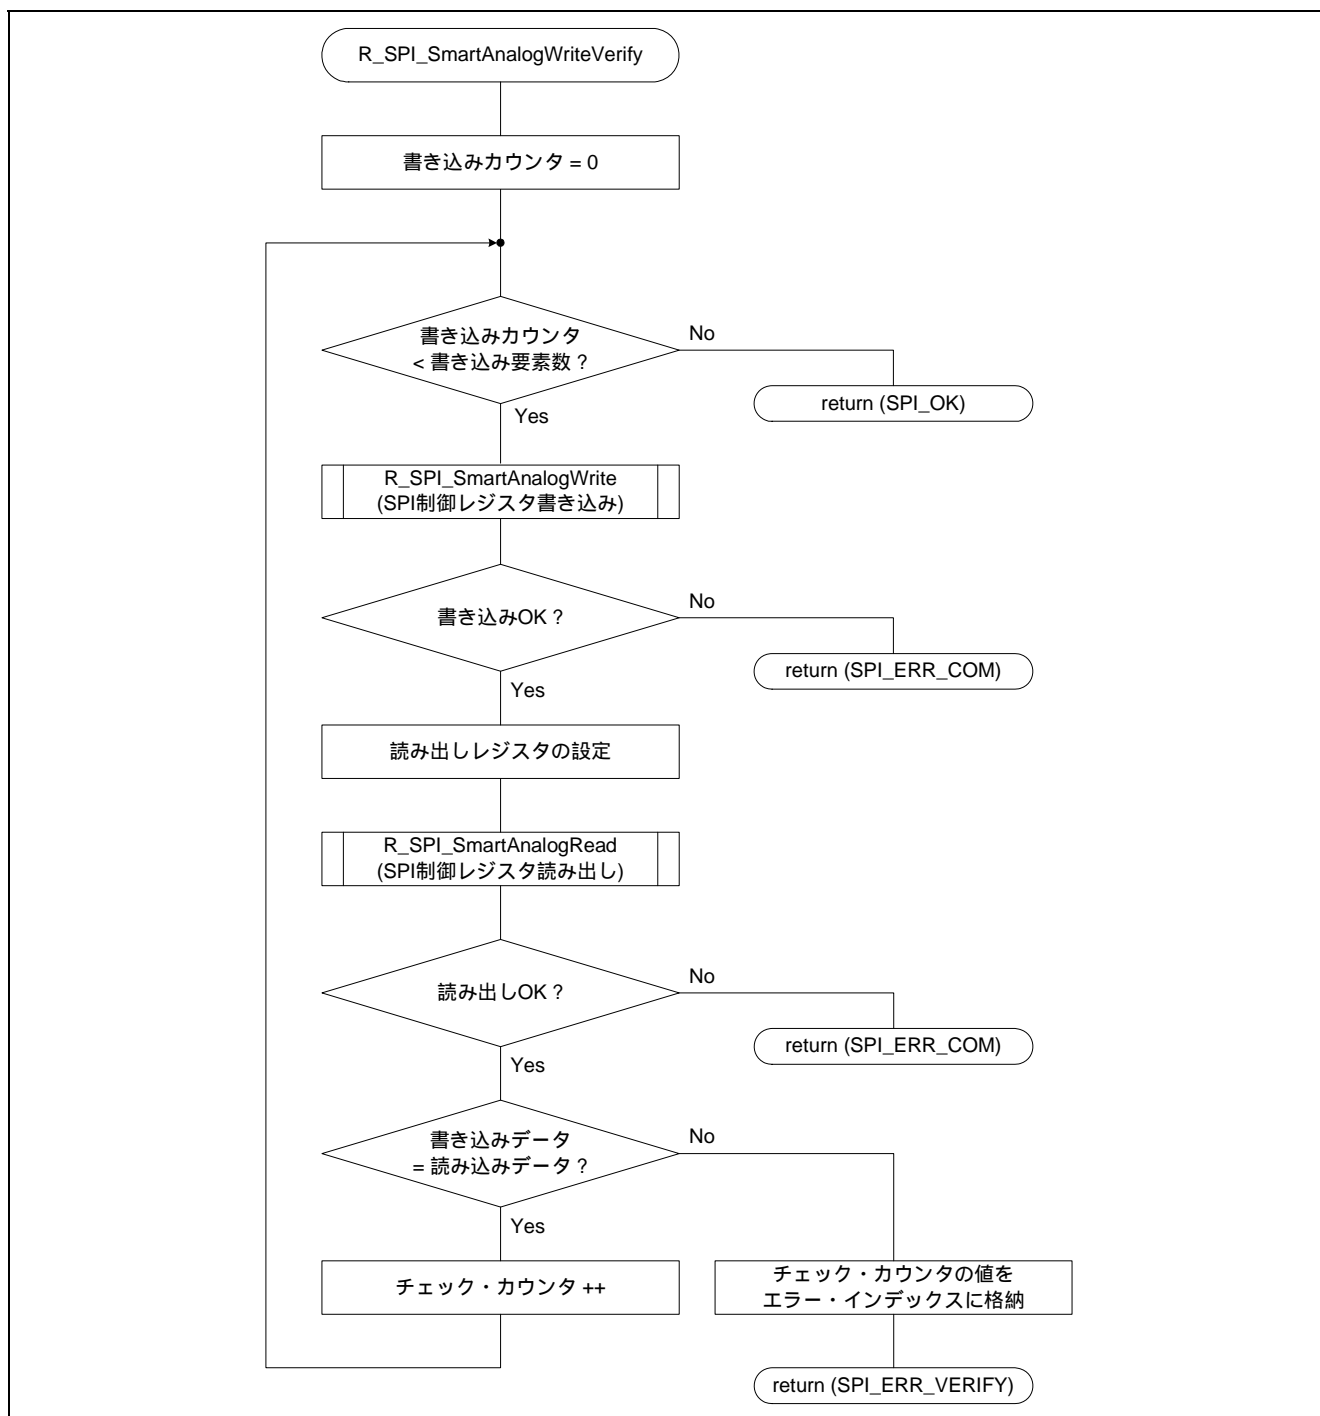 R_SPI_SmartAnalogWriteVerify
書き込みカウンタ = 0
書き込みカウンタ
< 書き込み要素数 ?
No
return (SPI_OK)
Yes
R_SPI_SmartAnalogWrite
(SPI制御レジスタ書き込み)
書き込みOK ?
No
return (SPI_ERR_COM)
Yes
読み出しレジスタの設定
R_SPI_SmartAnalogRead
(SPI制御レジスタ読み出し)
読み出しOK ?
No
return (SPI_ERR_COM)
Yes
書き込みデータ
= 読み込みデータ ?
No
Yes
チェック・カウンタ ++
チェック・カウンタの値を
エラー・インデックスに格納
return (SPI_ERR_VERIFY)